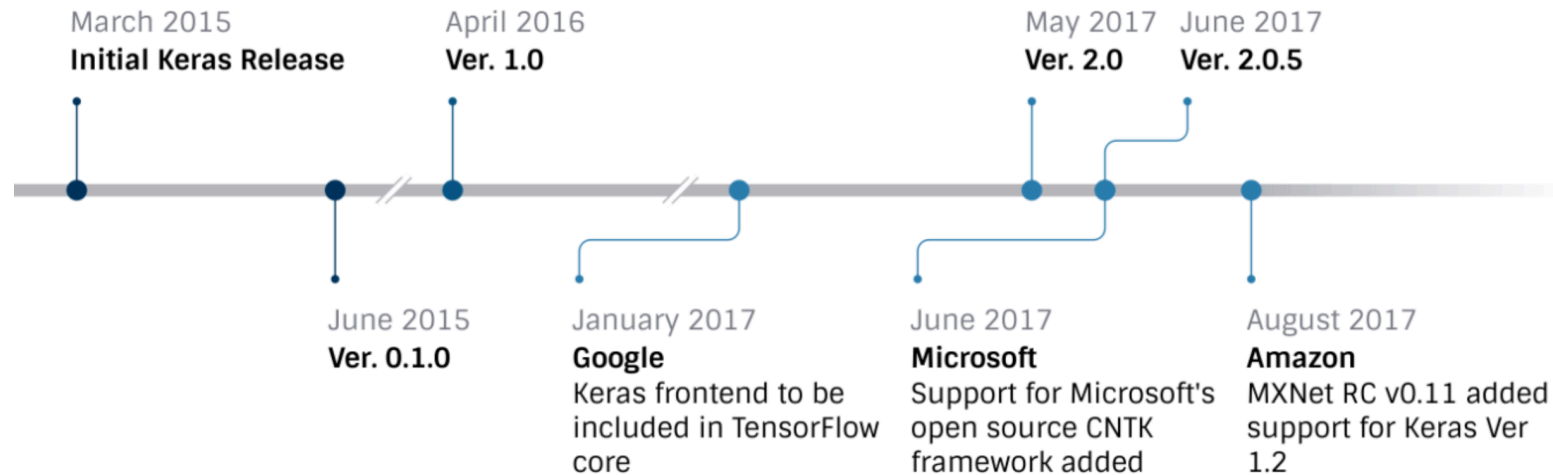 March 2015
Initial Keras Release
April 2016
Ver. 1.0
May 2017
Ver. 2.0
June 2017
Ver. 2.0.5
June 2015
Ver. 0.1.0
January 2017
Google
Keras frontend to be
included in TensorFlow
core
June 2017
Microsoft
Support for Microsoft's
open source CNTK
framework added
August 2017
Amazon
MXNet RC v0.11 added
support for Keras Ver
1.2